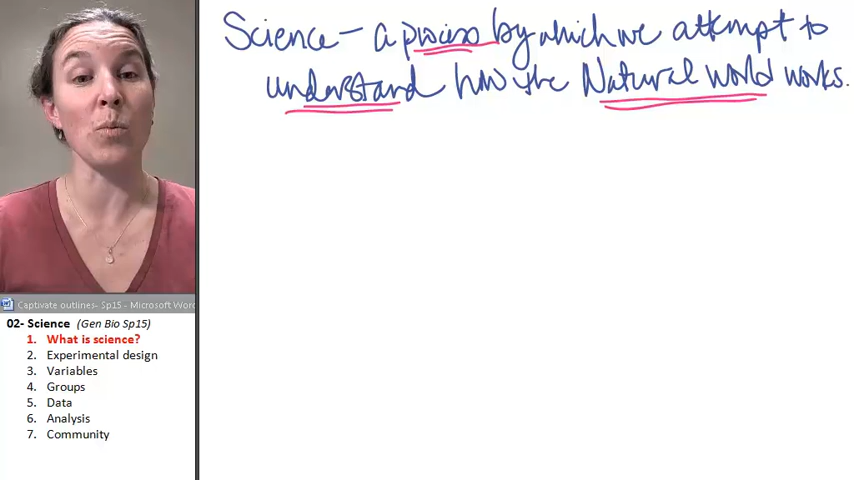 Science - a process by which we attempt to
understand how the Natural world works.
Captivate outlines- Sp15 - Microsoft Word
02- Science (Gen Bio Sp15)
1. What is science?
2. Experimental design
3. Variables
4. Groups
5. Data
6. Analysis
7. Community